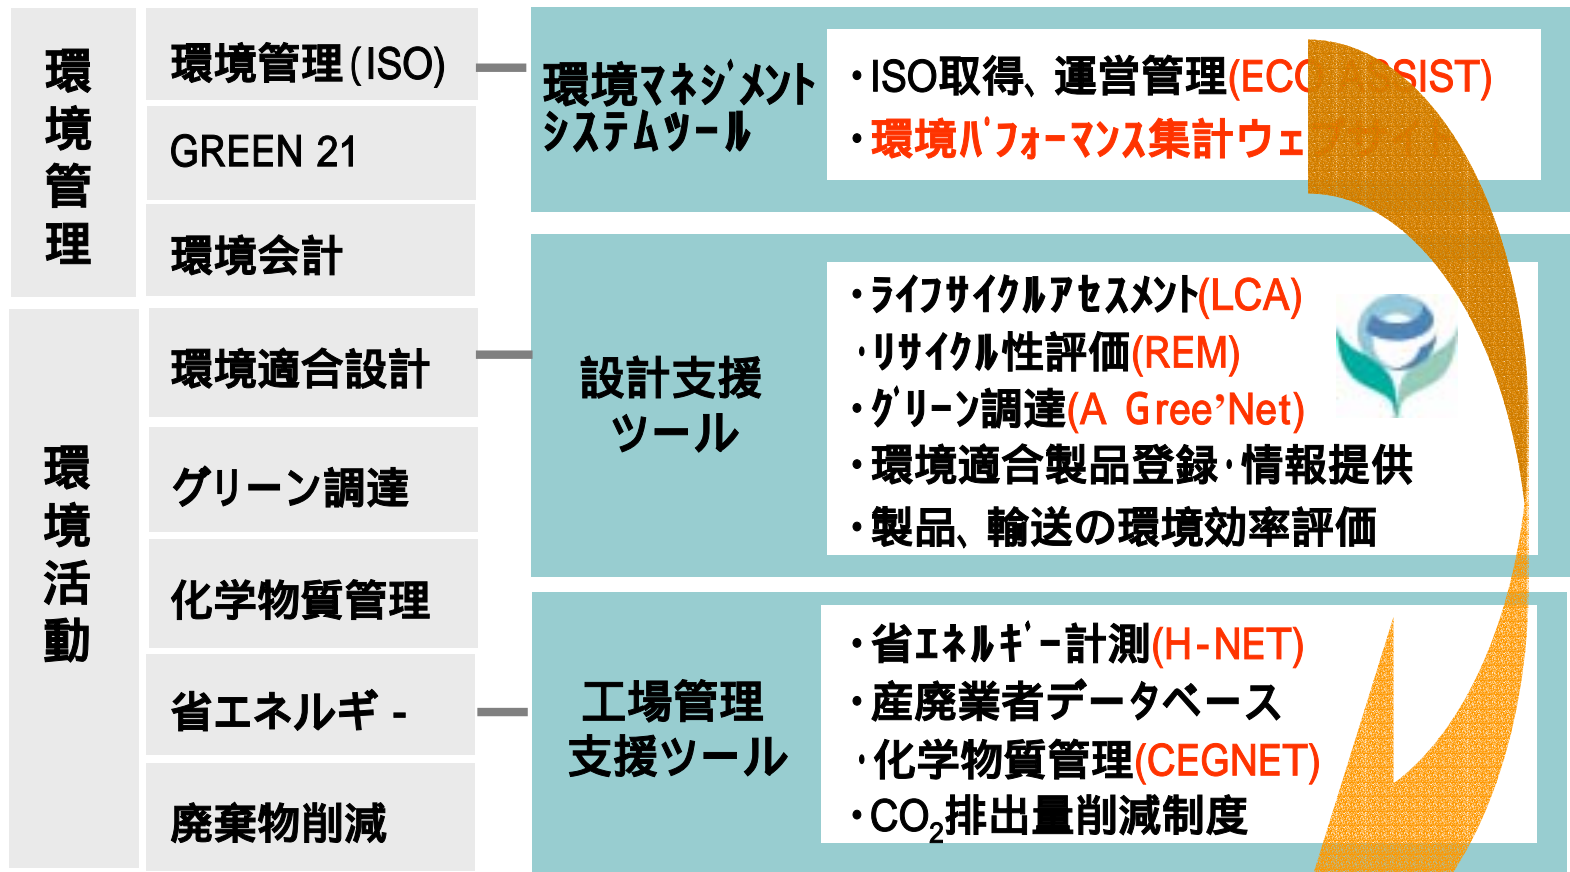 環境管理
環境管理(ISO)
GREEN 21
環境会計
環境活動
環境適合設計
グリーン調達
化学物質管理
省エネルギ -
廃棄物削減
環境ﾏﾈｼﾞﾒﾝﾄ
ｼｽﾃﾑﾂｰﾙ
・ISO取得、運営管理(ECO ASSIST)
・環境ﾊﾟﾌｫｰﾏﾝｽ集計ウェブサイト
設計支援
ツール
・ﾗｲﾌｻｲｸﾙｱｾｽﾒﾝﾄ(LCA)
・ﾘｻｲｸﾙ性評価(REM)
・ｸﾞﾘｰﾝ調達(A Gree’Net)
・環境適合製品登録・情報提供
・製品、輸送の環境効率評価
工場管理
支援ツール
・省ｴﾈﾙｷﾞｰ計測(H-NET)
・産廃業者データベース
・化学物質管理(CEGNET)
・CO2排出量削減制度